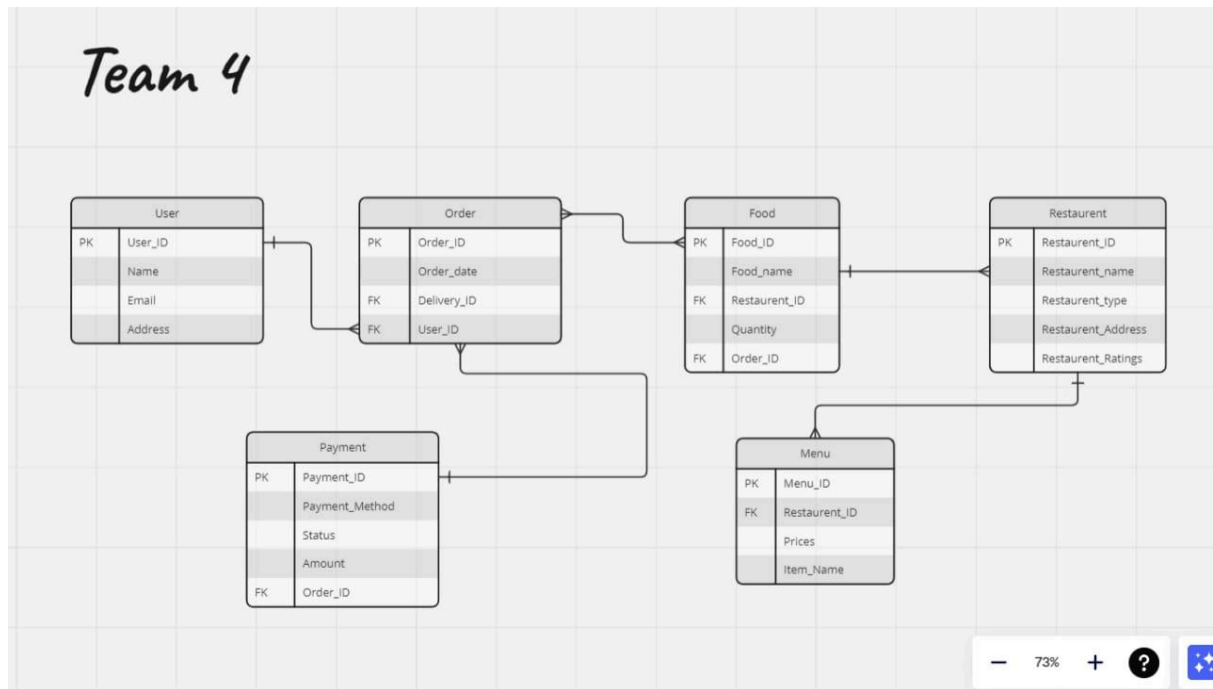 Team 4
User
PK User_ID
Name
Email
Address
Order
PK Order_ID
Order_date
FK Delivery_ID
FK User_ID
Food
PK Food_ID
Food_name
FK Restaurent_ID
Quantity
FK Order_ID
Restaurent
PK Restaurent_ID
Restaurent_name
Restaurent_type
Restaurent_Address
Restaurent_Ratings
Payment
PK Payment_ID
Payment_Method
Status
Amount
FK Order_ID
Menu
PK Menu_ID
FK Restaurent_ID
Prices
Item_Name
− 73% + ?